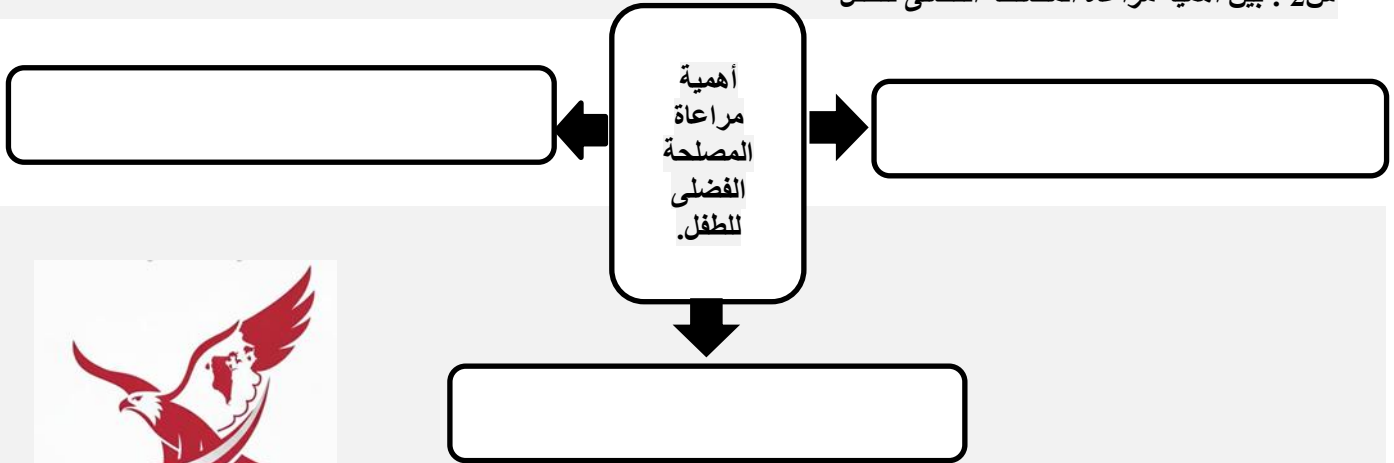 أهمية
مراعاة
المصلحة
الفضلى
للطفل.